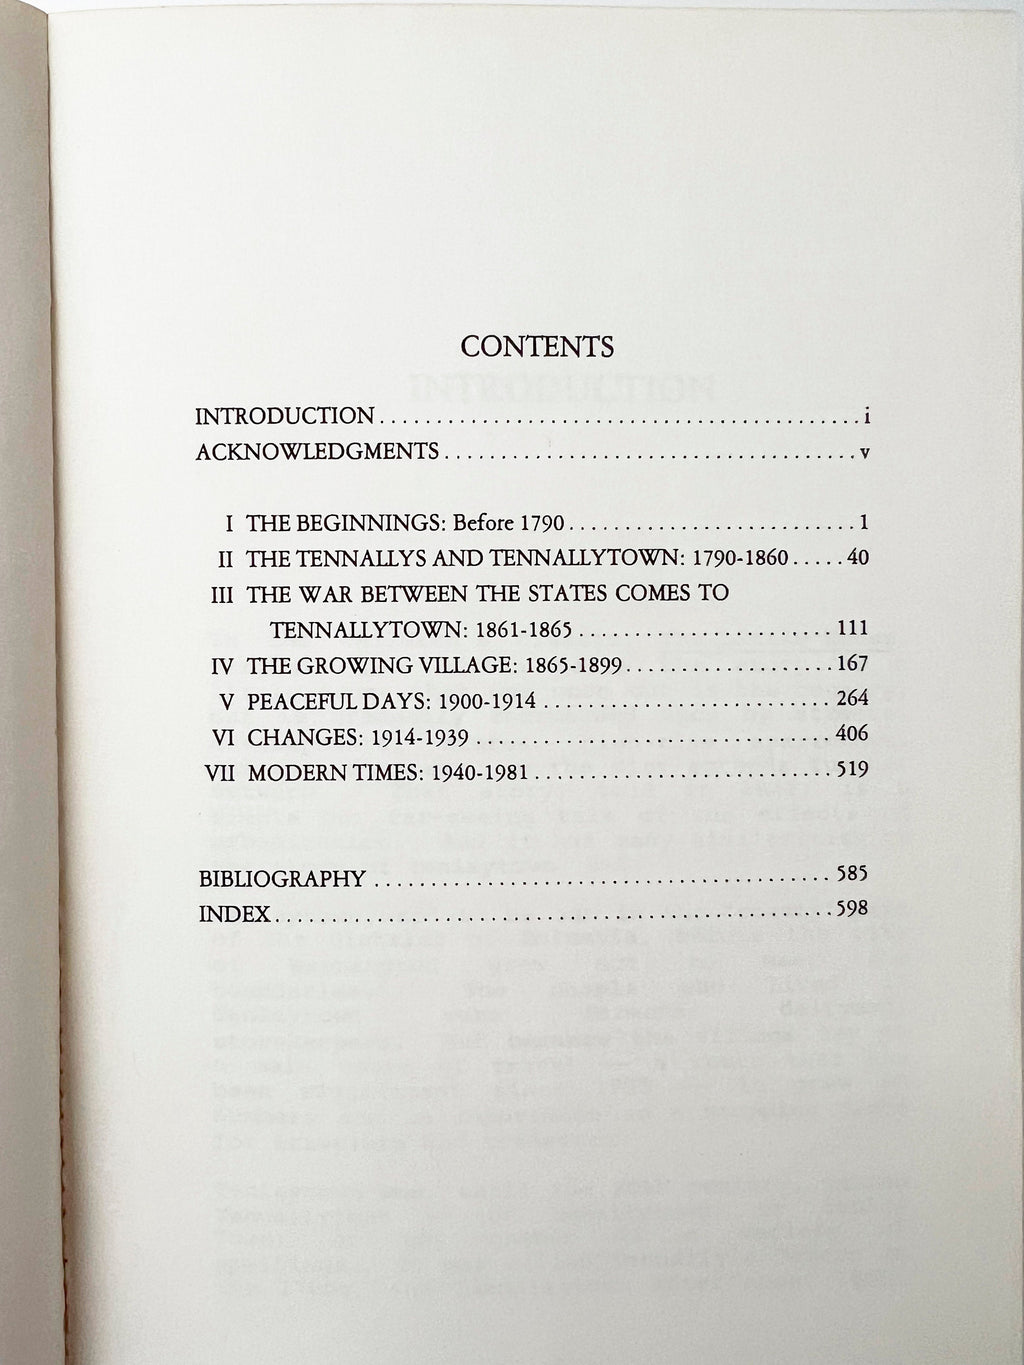 CONTENTS
INTRODUCTION..........................................i
ACKNOWLEDGMENTS.....................................v
I THE BEGINNINGS: Before 1790..........................1
II THE TENNALLYS AND TENNALLYTOWN: 1790-1860.....40
III THE WAR BETWEEN THE STATES COMES TO
TENNALLYTOWN: 1861-1865.......................111
IV THE GROWING VILLAGE: 1865-1899...................167
V PEACEFUL DAYS: 1900-1914..........................264
VI CHANGES: 1914-1939................................406
VII MODERN TIMES: 1940-1981...........................519
BIBLIOGRAPHY.........................................585
INDEX..................................................598